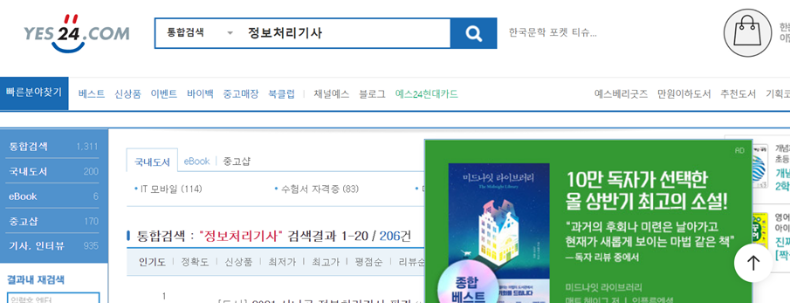 YES24.COM
통합검색 정보처리기사
한국문학 포켓 티슈...
빠른분야찾기 베스트 신상품 이벤트 바이백 중고매장 북클럽 채널예스 블로그 예스24현대카드 예스베리굿즈 만원이하도서 추천도서
통합검색 1,311
국내도서 200
eBook 6
중고샵 170
기사, 인터뷰 935
결과내 재검색
국내도서 eBook 중고샵
• IT 모바일 (114) • 수험서 자격증 (83)
통합검색 : "정보처리기사" 검색결과 1-20 / 206건
인기도 정확도 신상품 최저가 최고가 평점순 리뷰순
1
AD
미드나잇 라이브러리
The Midnight Library
종합
베스트
10만 독자가 선택한
올 상반기 최고의 소설!
"과거의 후회나 미련은 날아가고
현재가 새롭게 보이는 마법 같은 책"
— 독자 리뷰 중에서
미드나잇 라이브러리